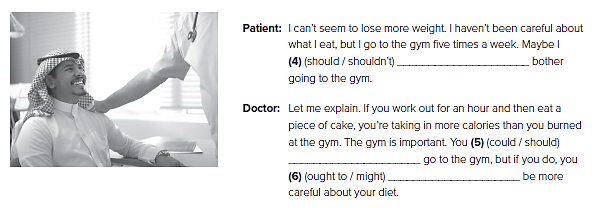 Patient: I can't seem to lose more weight. I haven't been careful about
what I eat, but I go to the gym five times a week. Maybe I
(4) (should / shouldn't) ______________________ bother
going to the gym.
Doctor: Let me explain. If you work out for an hour and then eat a
piece of cake, you're taking in more calories than you burned
at the gym. The gym is important. You (5) (could / should)
______________________ go to the gym, but if you do, you
(6) (ought to / might) ______________________ be more
careful about your diet.